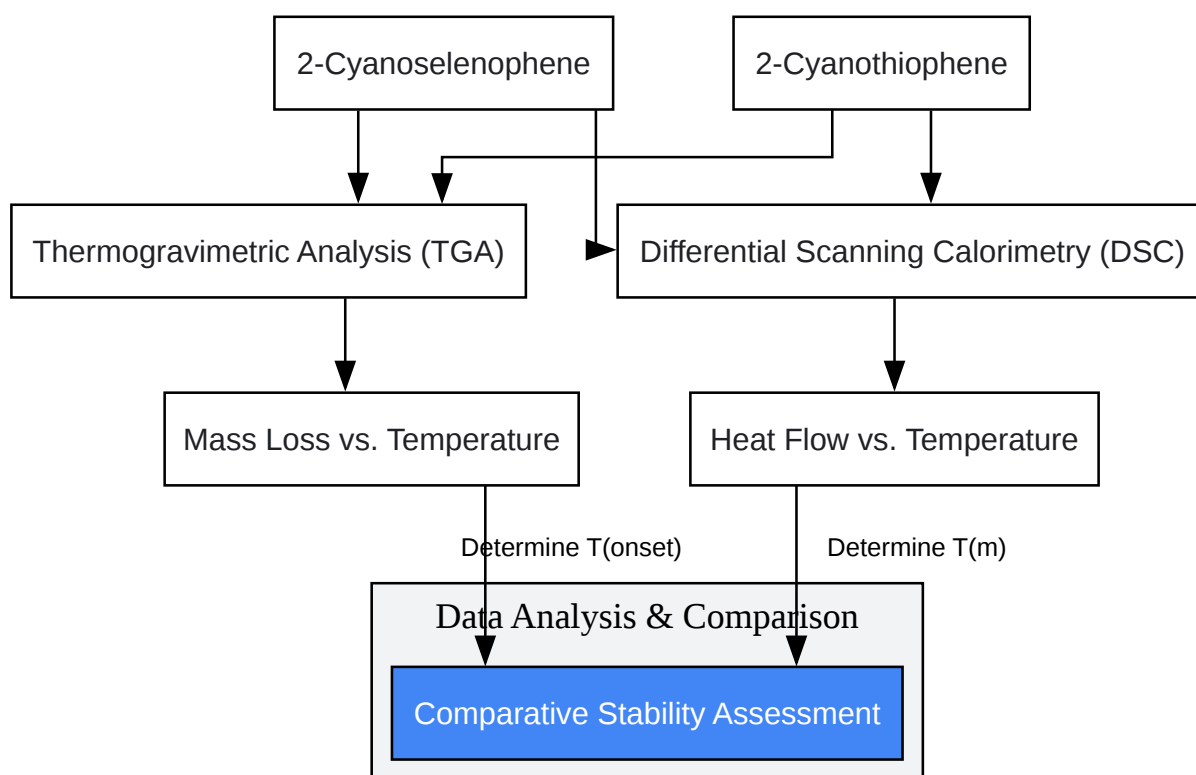 2-Cyanoselenophene
2-Cyanothiophene
Thermogravimetric Analysis (TGA)
Differential Scanning Calorimetry (DSC)
Mass Loss vs. Temperature
Heat Flow vs. Temperature
Determine T(onset)
Determine T(m)
Data Analysis & Comparison
Comparative Stability Assessment